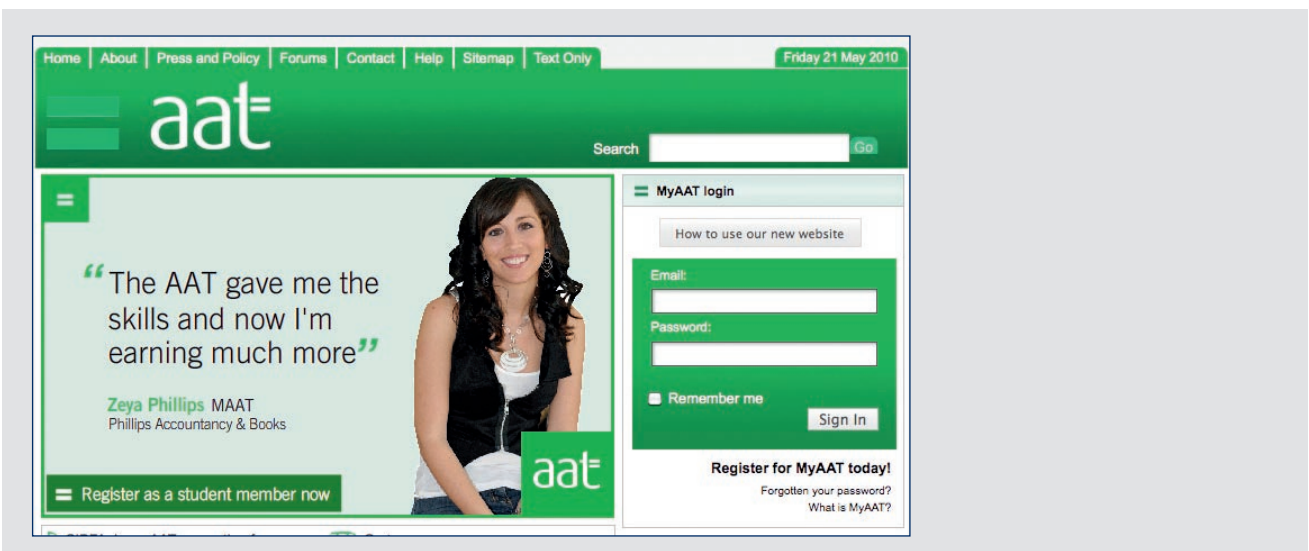 Home About Press and Policy Forums Contact Help Sitemap Text Only Friday 21 May 2010
aat
Search Go
MyAAT login
How to use our new website
“The AAT gave me the
skills and now I'm
earning much more”
Zeya Phillips MAAT
Phillips Accountancy & Books
aat
Register as a student member now
Email:
Password:
Remember me
Sign In
Register for MyAAT today!
Forgotten your password?
What is MyAAT?